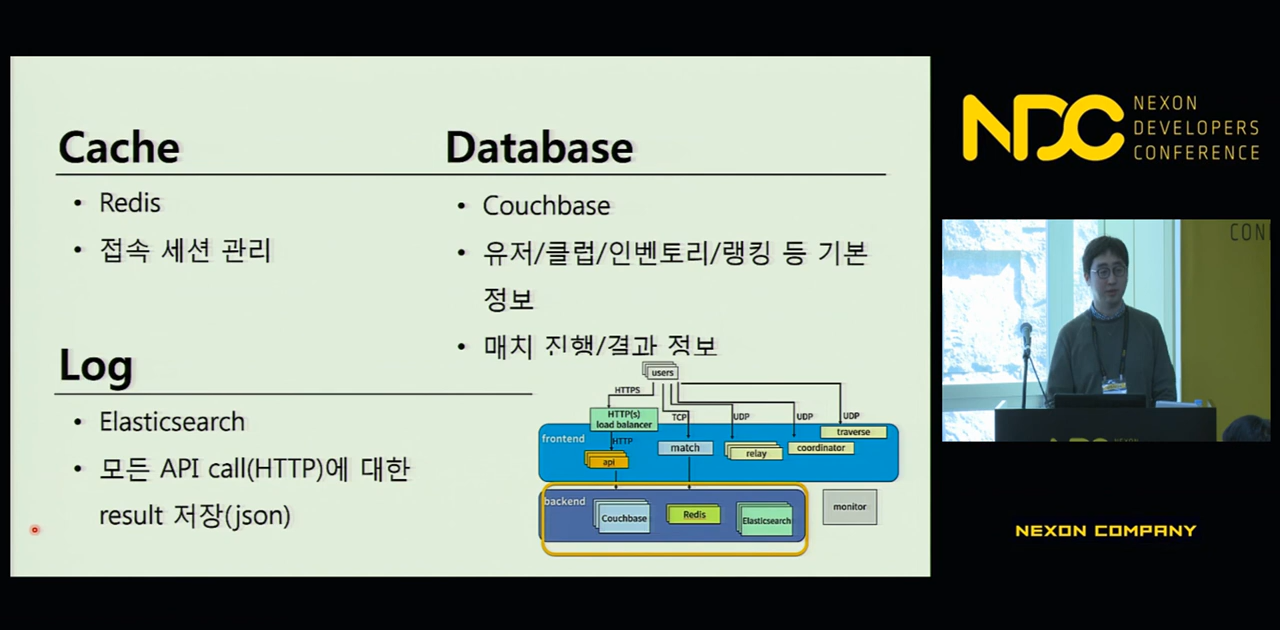 Cache
• Redis
• 접속 세션 관리
Database
• Couchbase
• 유저/클럽/인벤토리/랭킹 등 기본
정보
• 매치 진행/결과 정보
Log
• Elasticsearch
• 모든 API call(HTTP)에 대한
result 저장(json)
users
HTTPS
HTTP(s)
load balancer
TCP
UDP
UDP
UDP
traverse
frontend
HTTP
match
relay
coordinator
api
backend
Couchbase
Redis
Elasticsearch
monitor
NDC
NEXON
DEVELOPERS
CONFERENCE
CON
NEXON COMPANY